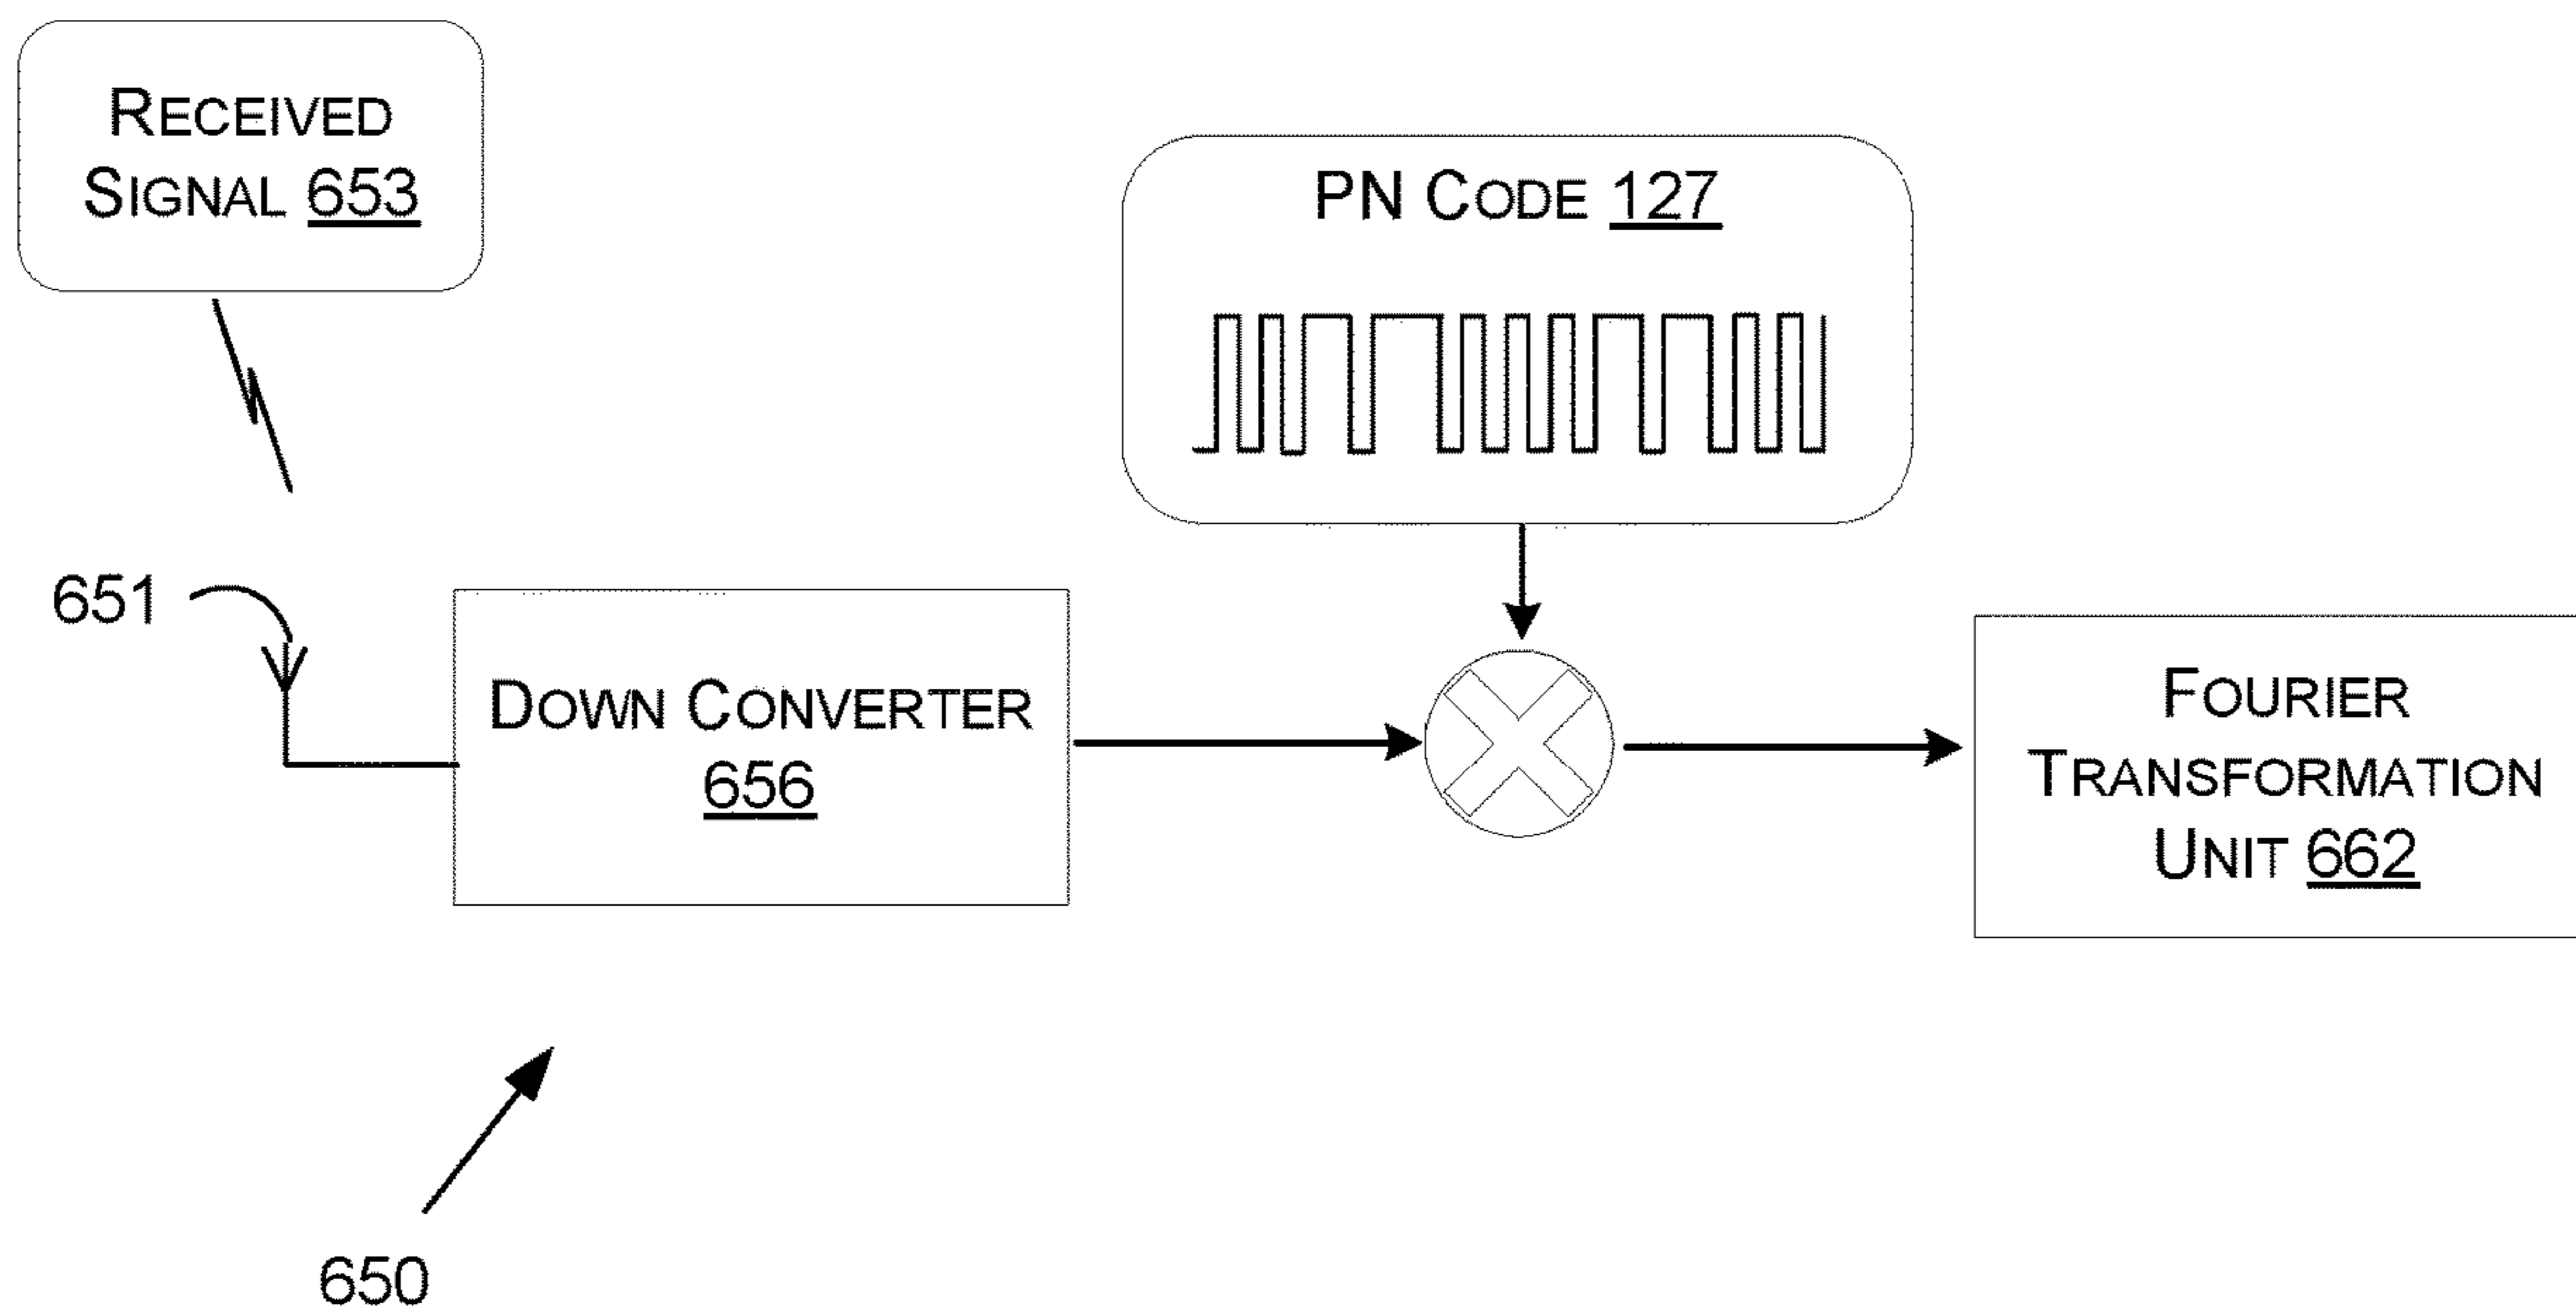 RECEIVED
SIGNAL 653
PN CODE 127
651
DOWN CONVERTER
656
FOURIER
TRANSFORMATION
UNIT 662
650